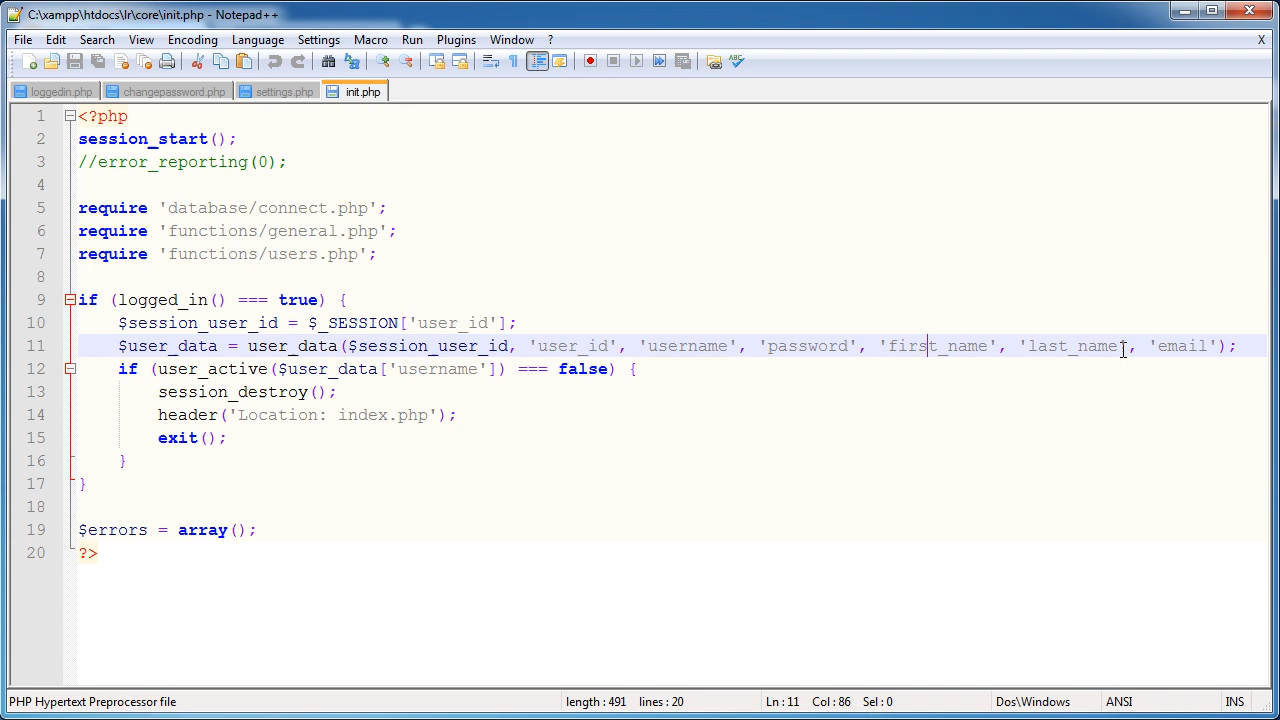 C:\xampp\htdocs\lr\core\init.php - Notepad++
File Edit Search View Encoding Language Settings Macro Run Plugins Window ? X
loggedin.php changepassword.php settings.php init.php
1 <?php
2 session_start();
3 //error_reporting(0);
4
5 require 'database/connect.php';
6 require 'functions/general.php';
7 require 'functions/users.php';
8
9 if (logged_in() === true) {
10 $session_user_id = $_SESSION['user_id'];
11 $user_data = user_data($session_user_id, 'user_id', 'username', 'password', 'first_name', 'last_name', 'email');
12 if (user_active($user_data['username']) === false) {
13 session_destroy();
14 header('Location: index.php');
15 exit();
16 }
17 }
18
19 $errors = array();
20 ?>
PHP Hypertext Preprocessor file length : 491 lines : 20 Ln : 11 Col : 86 Sel : 0 Dos\Windows ANSI INS